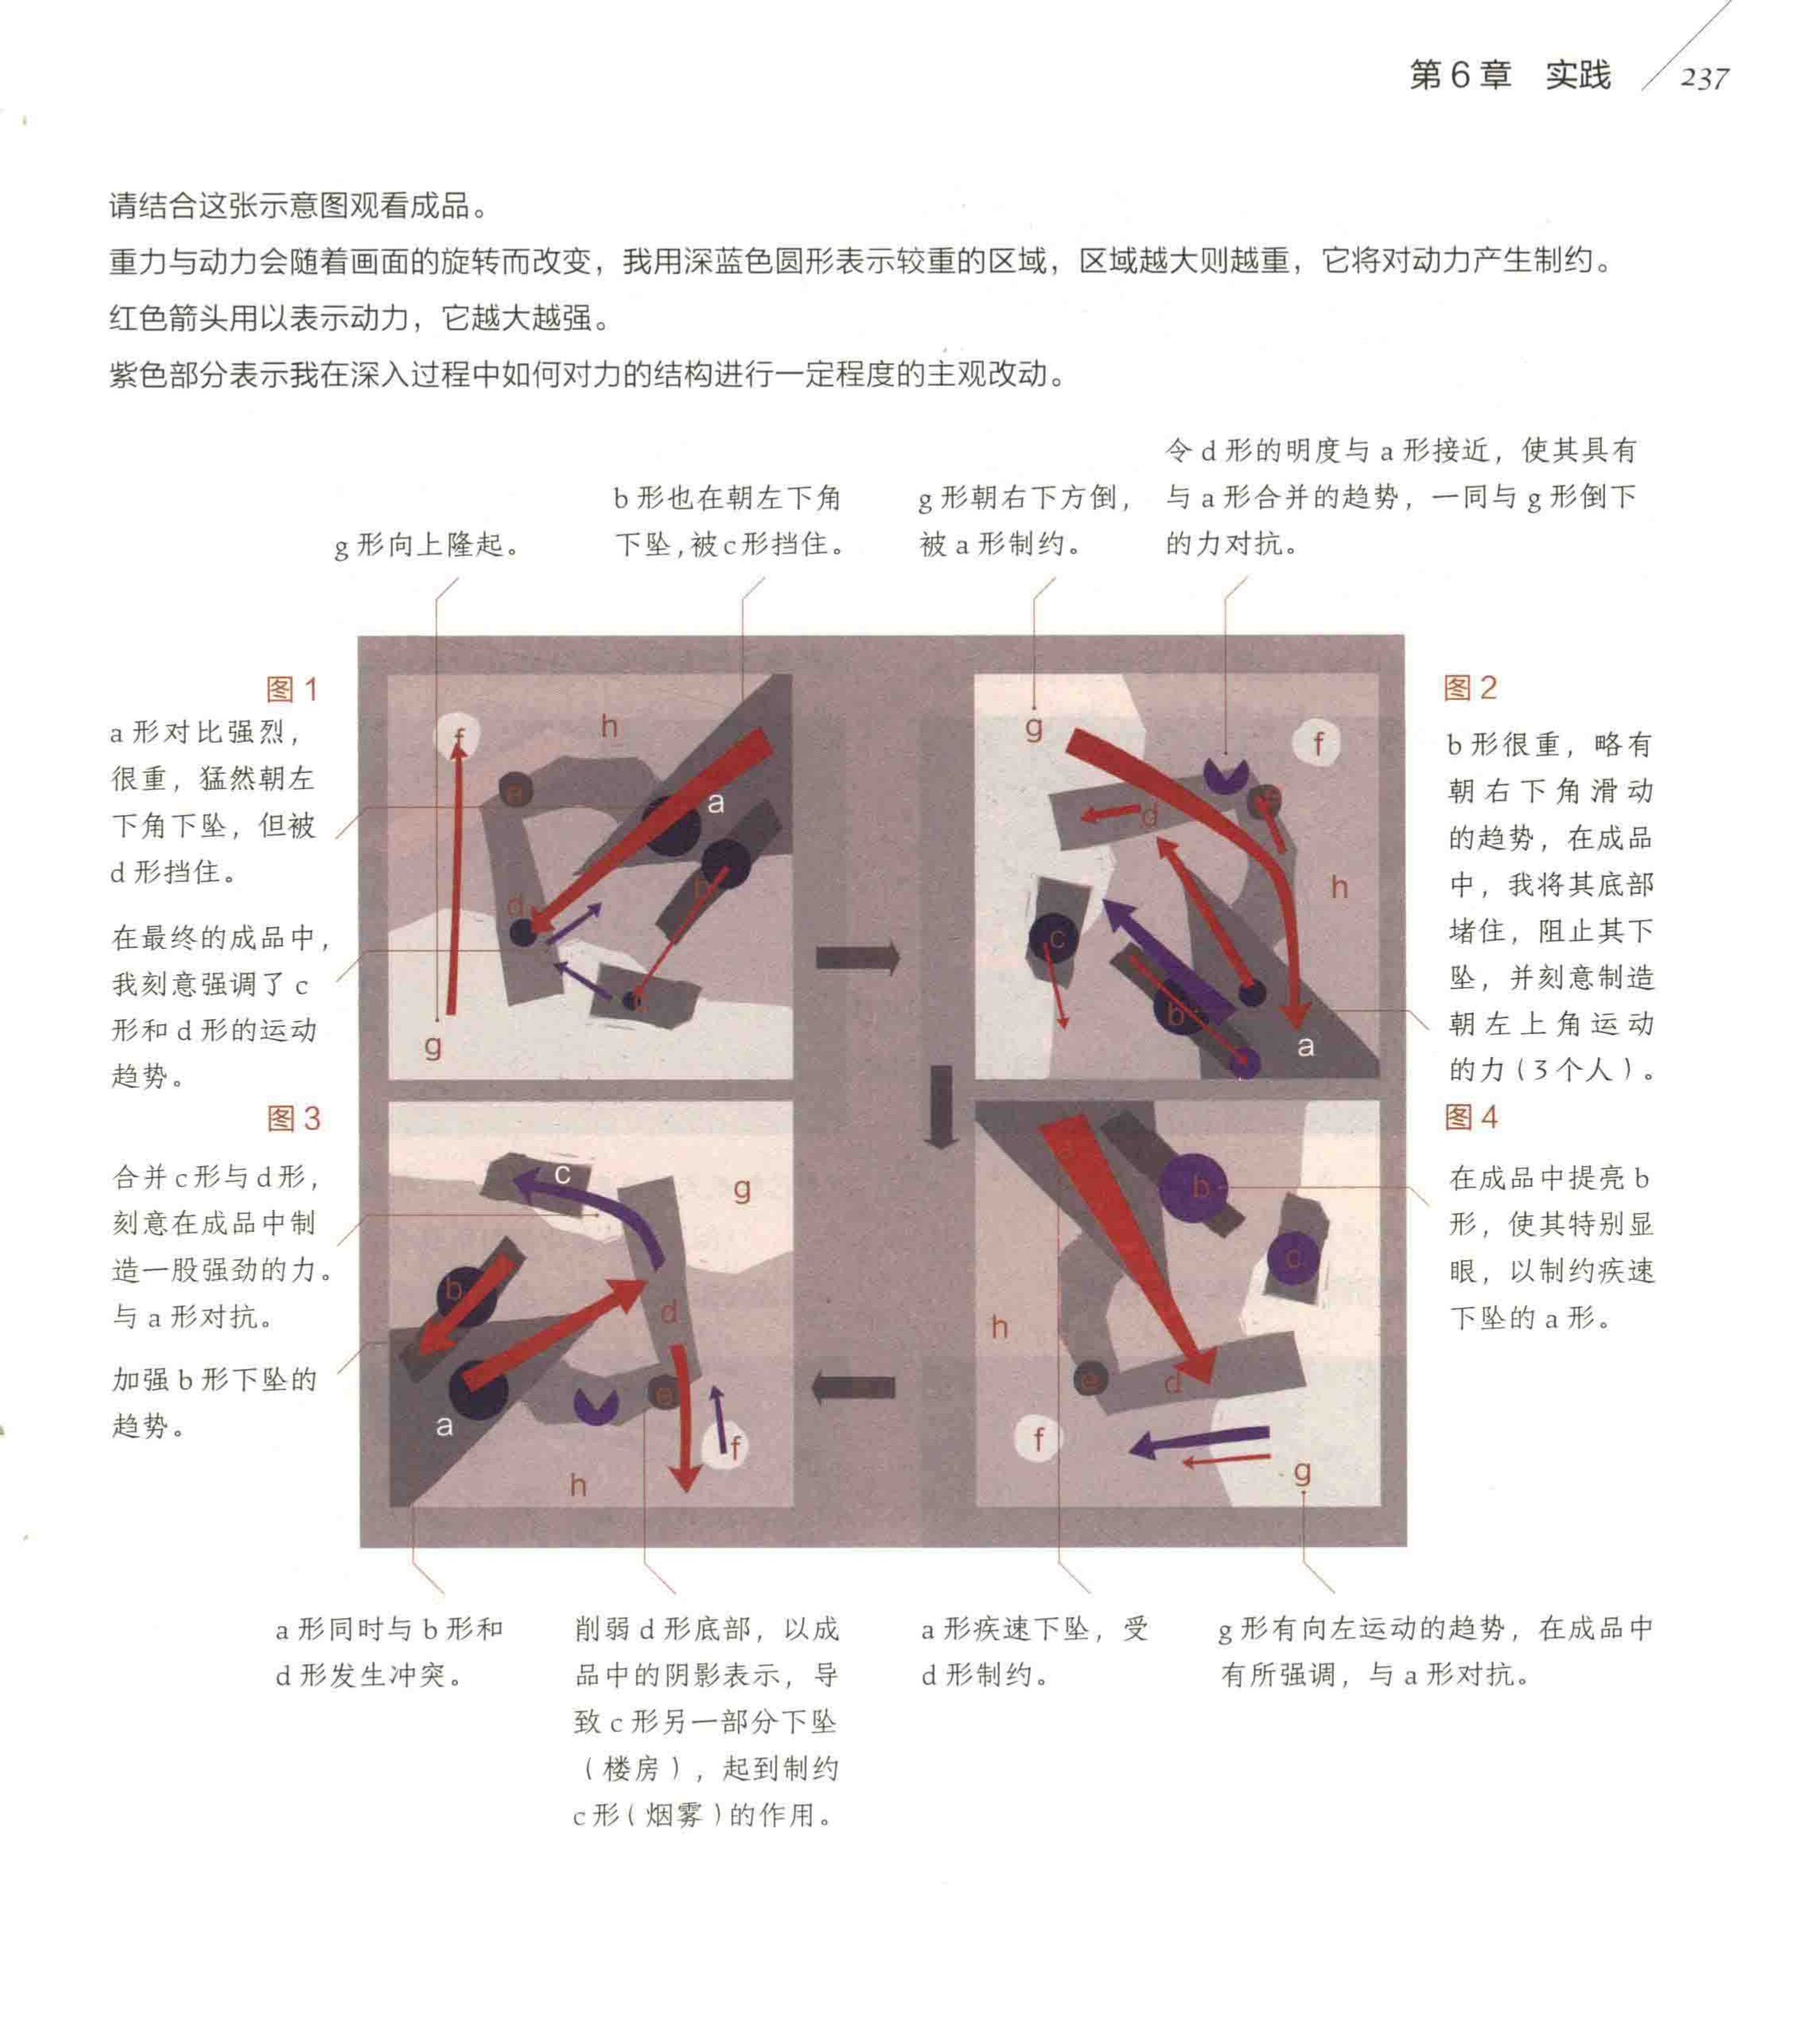 第6章 实践 237
请结合这张示意图观看成品。
重力与动力会随着画面的旋转而改变，我用深蓝色圆形表示较重的区域，区域越大则越重，它将对动力产生制约。
红色箭头用以表示动力，它越大越强。
紫色部分表示我在深入过程中如何对力的结构进行一定程度的主观改动。
g形向上隆起。
b形也在朝左下角
下坠,被c形挡住。
g形朝右下方倒，
被a形制约。
令d形的明度与a形接近，使其具有
与a形合并的趋势，一同与g形倒下
的力对抗。
图1
a形对比强烈，
很重，猛然朝左
下角下坠，但被
d形挡住。
在最终的成品中，
我刻意强调了c
形和d形的运动
趋势。
f
h
e
a
b
d
c
g
g
f
d
e
h
c
b
a
图2
b形很重，略有
朝右下角滑动
的趋势，在成品
中，我将其底部
堵住，阻止其下
坠，并刻意制造
朝左上角运动
的力(3个人)。
图3
合并c形与d形，
刻意在成品中制
造一股强劲的力。
与a形对抗。
加强b形下坠的
趋势。
c
g
b
d
e
a
f
h
a
b
c
h
e
d
f
g
图4
在成品中提亮b
形，使其特别显
眼，以制约疾速
下坠的a形。
a形同时与b形和
d形发生冲突。
削弱d形底部，以成
品中的阴影表示，导
致c形另一部分下坠
(楼房)，起到制约
c形(烟雾)的作用。
a形疾速下坠，受
d形制约。
g形有向左运动的趋势，在成品中
有所强调，与a形对抗。